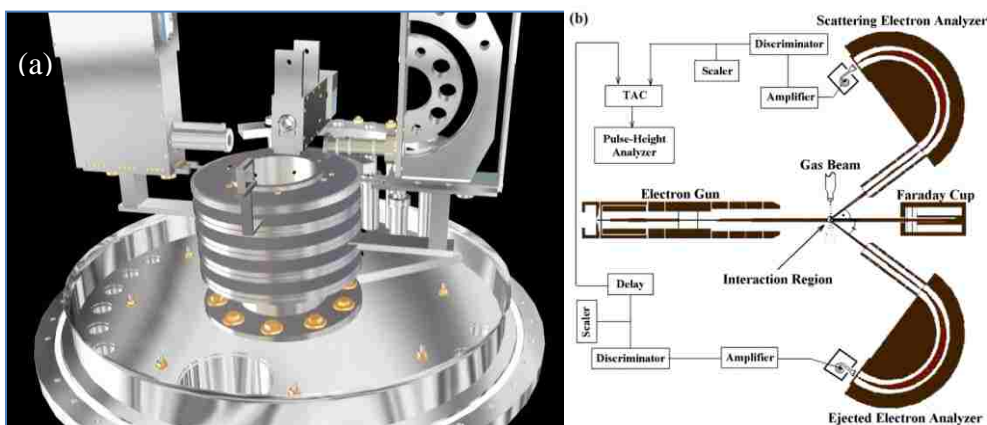 (a)
(b)
Scattering Electron Analyzer
Discriminator
Scaler
Amplifier
TAC
Pulse-Height
Analyzer
Gas Beam
Electron Gun
Faraday Cup
Interaction Region
Delay
Scaler
Discriminator
Amplifier
Ejected Electron Analyzer